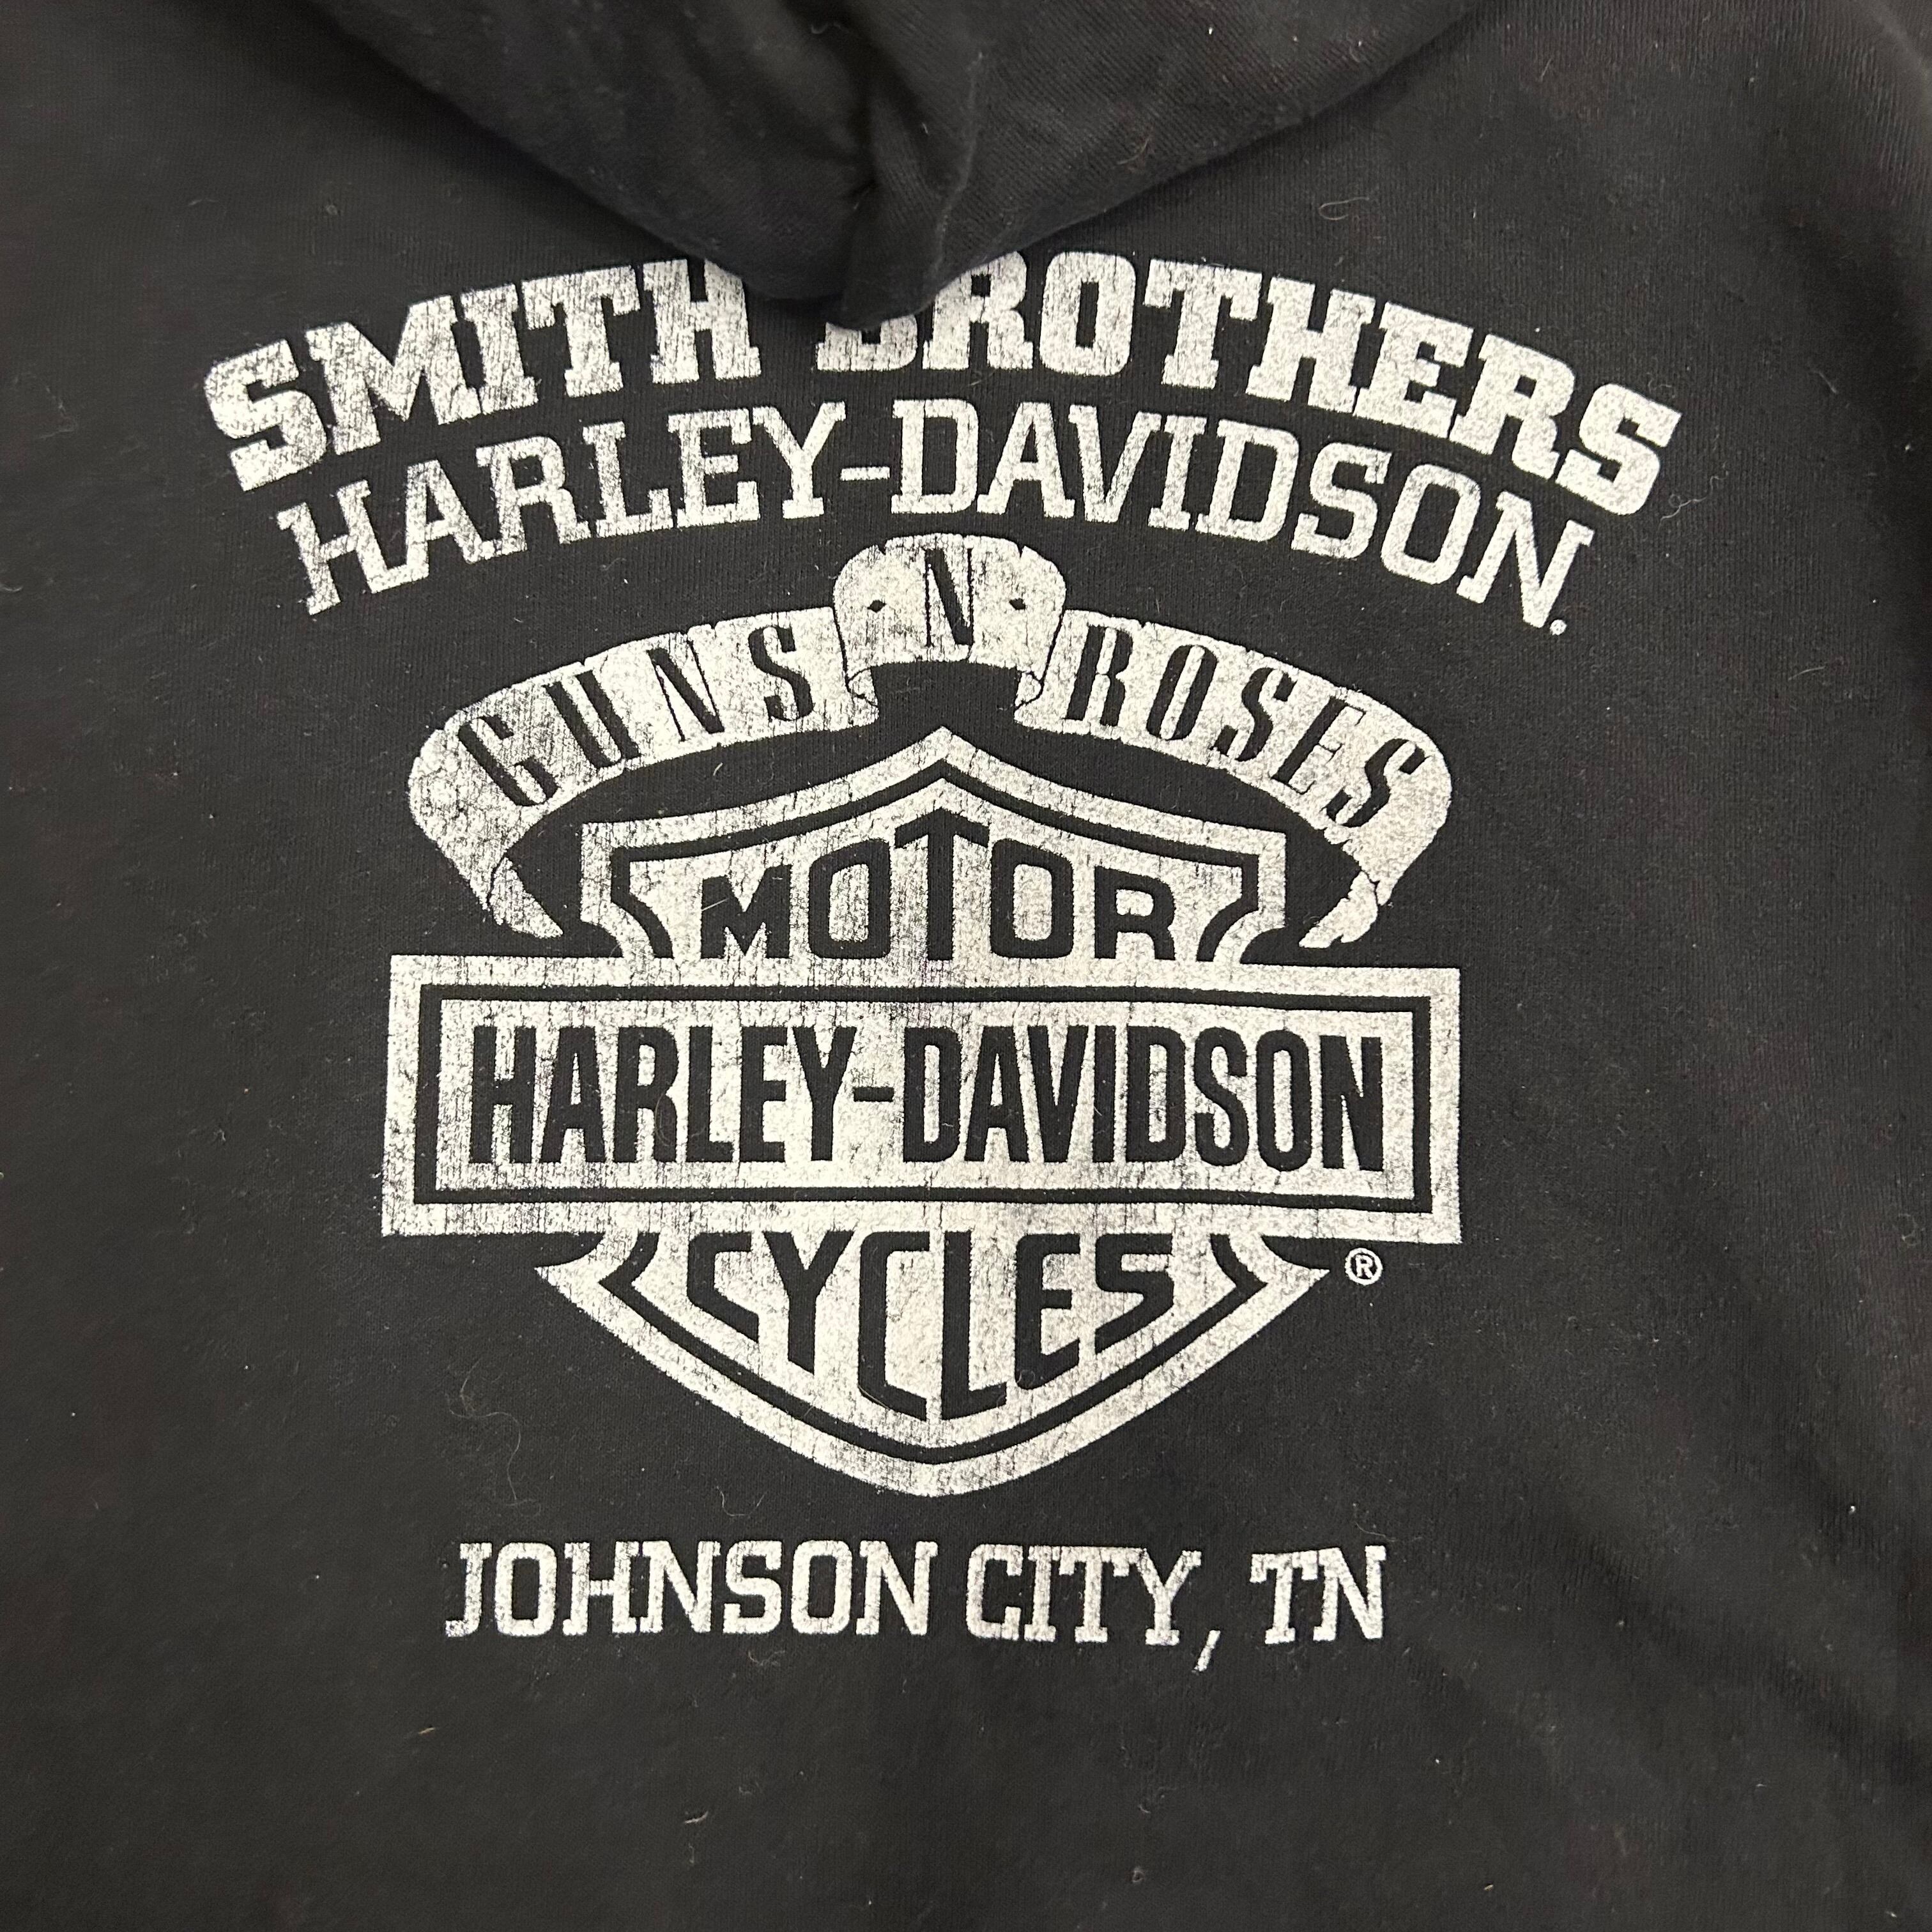 SMITH BROTHERS
HARLEY-DAVIDSON.
GUNS N ROSES
MOTOR
HARLEY-DAVIDSON
CYCLES
®
JOHNSON CITY, TN